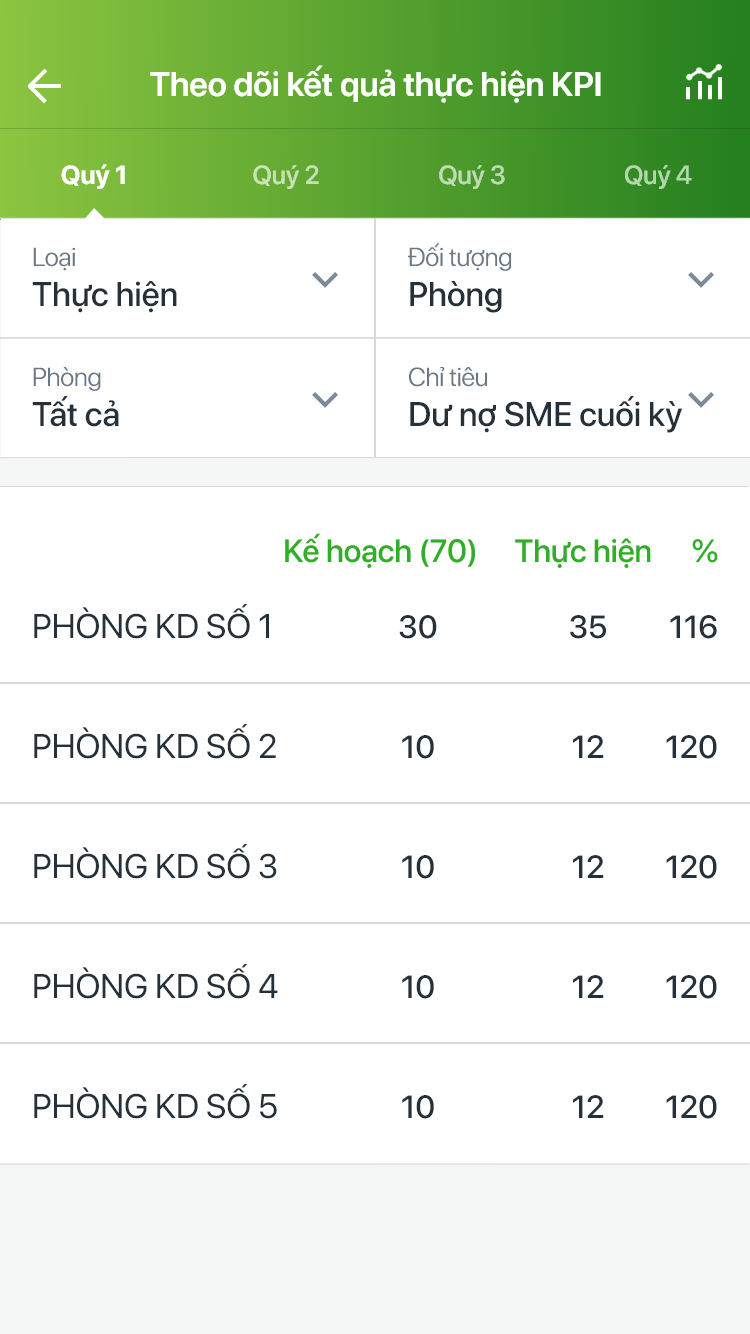 Theo dõi kết quả thực hiện KPI
Quý 1 Quý 2 Quý 3 Quý 4
Loại Đối tượng
Thực hiện Phòng
Phòng Chỉ tiêu
Tất cả Dư nợ SME cuối kỳ
Kế hoạch (70) Thực hiện %
PHÒNG KD SỐ 1 30 35 116
PHÒNG KD SỐ 2 10 12 120
PHÒNG KD SỐ 3 10 12 120
PHÒNG KD SỐ 4 10 12 120
PHÒNG KD SỐ 5 10 12 120